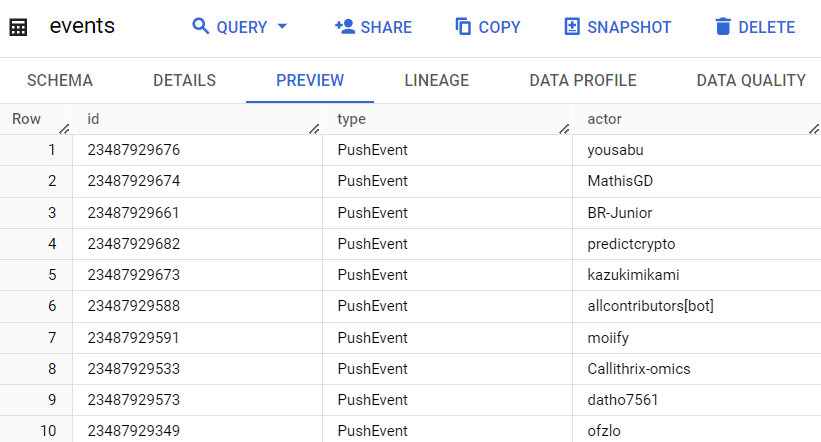 events QUERY SHARE COPY SNAPSHOT DELETE
SCHEMA DETAILS PREVIEW LINEAGE DATA PROFILE DATA QUALITY
Row id type actor
1 23487929676 PushEvent yousabu
2 23487929674 PushEvent MathisGD
3 23487929661 PushEvent BR-Junior
4 23487929682 PushEvent predictcrypto
5 23487929673 PushEvent kazukimikami
6 23487929588 PushEvent allcontributors[bot]
7 23487929591 PushEvent moiify
8 23487929533 PushEvent Callithrix-omics
9 23487929573 PushEvent datho7561
10 23487929349 PushEvent ofzlo